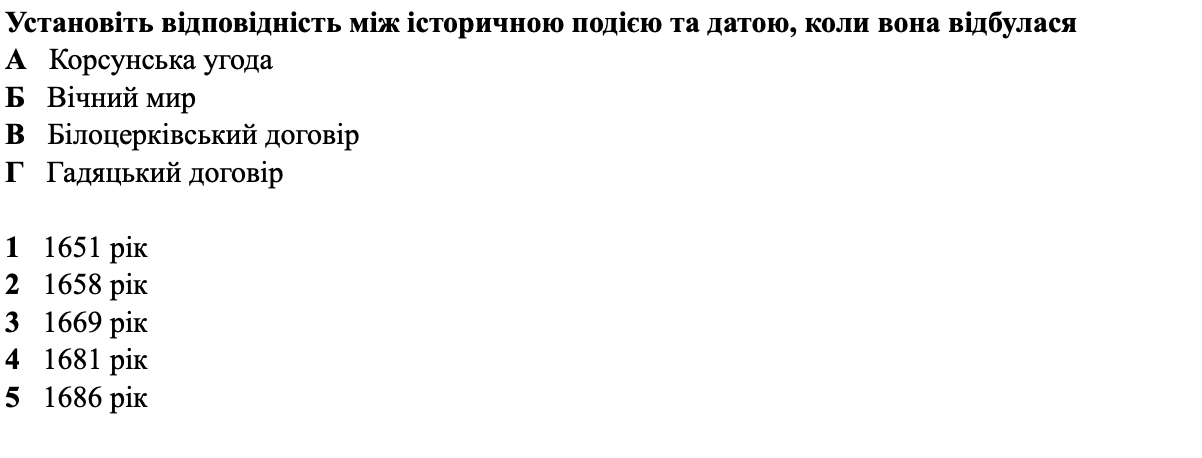 Установіть відповідність між історичною подією та датою, коли вона відбулася
А Корсунська угода
Б Вічний мир
В Білоцерківський договір
Г Гадяцький договір
1 1651 рік
2 1658 рік
3 1669 рік
4 1681 рік
5 1686 рік